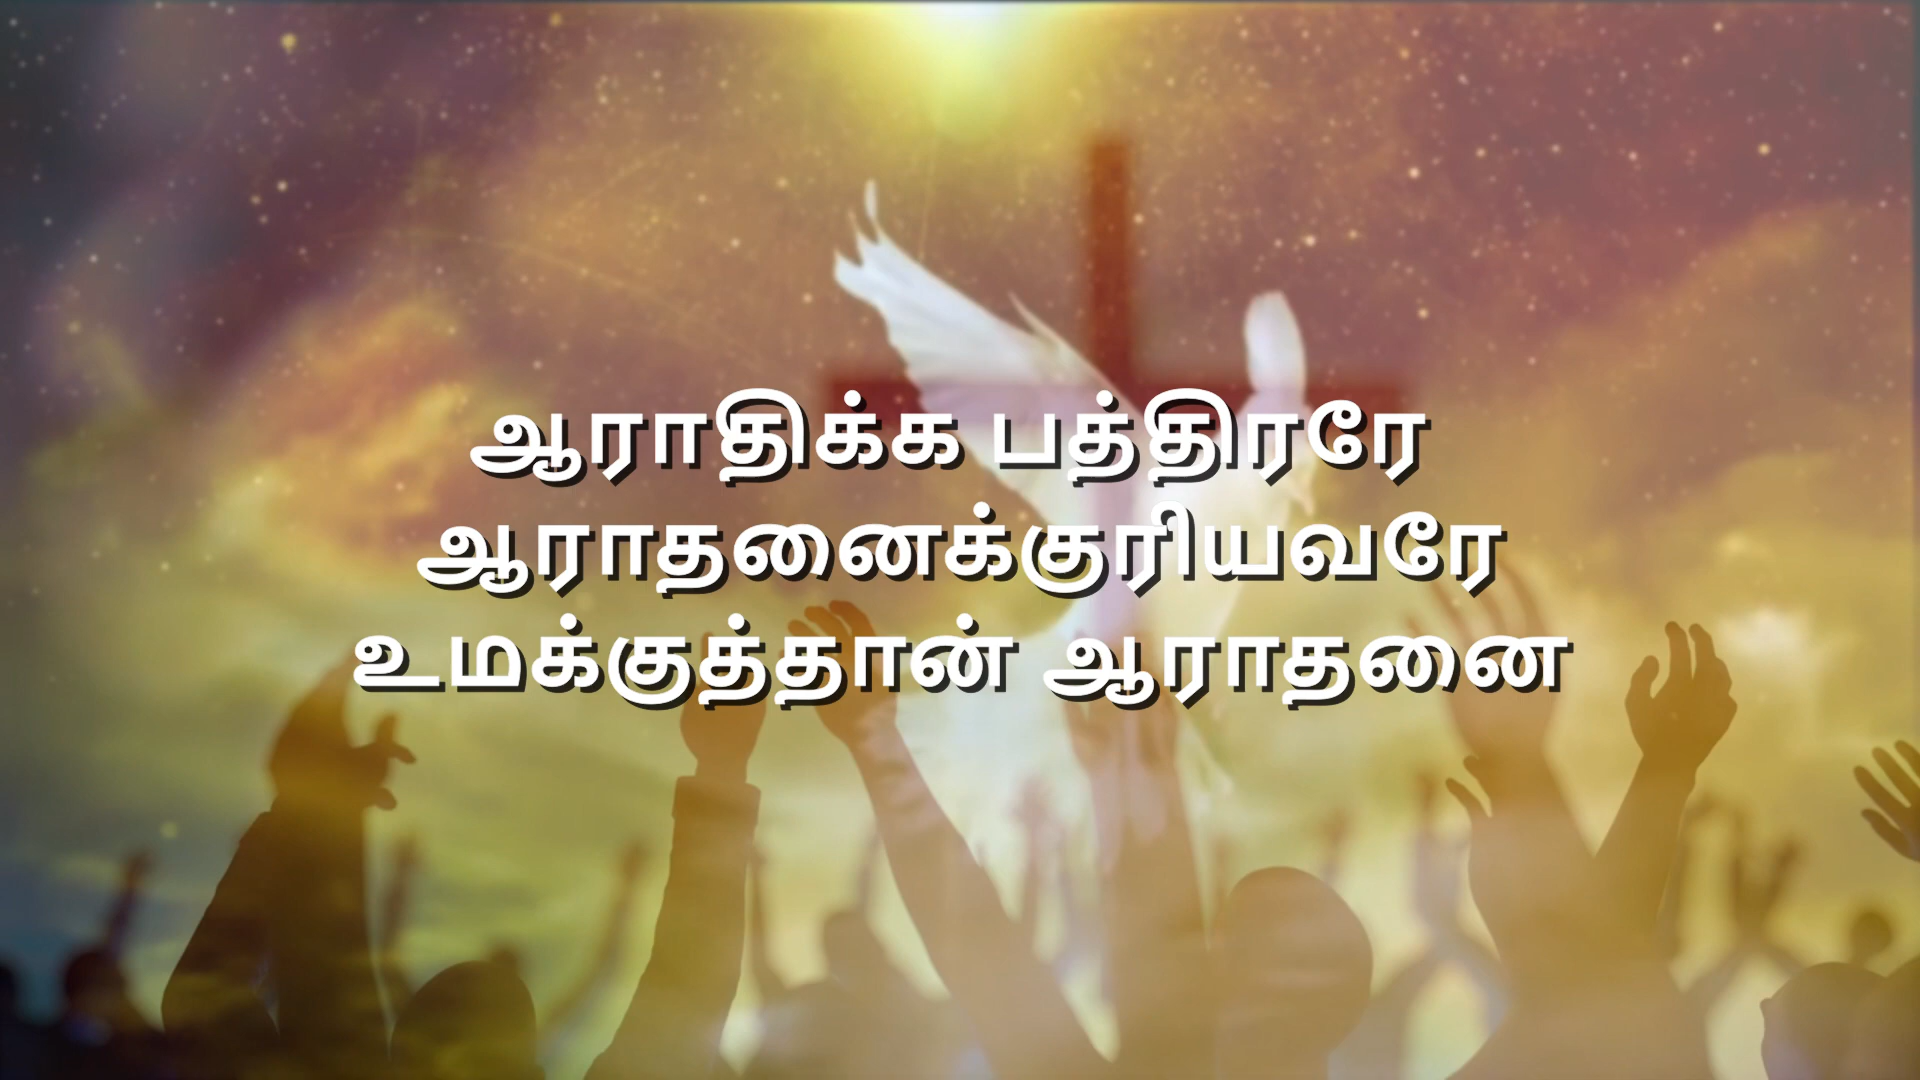 ஆராதிக்க பத்திரரே
ஆராதனைக்குரியவரே
உமக்குத்தான் ஆராதனை